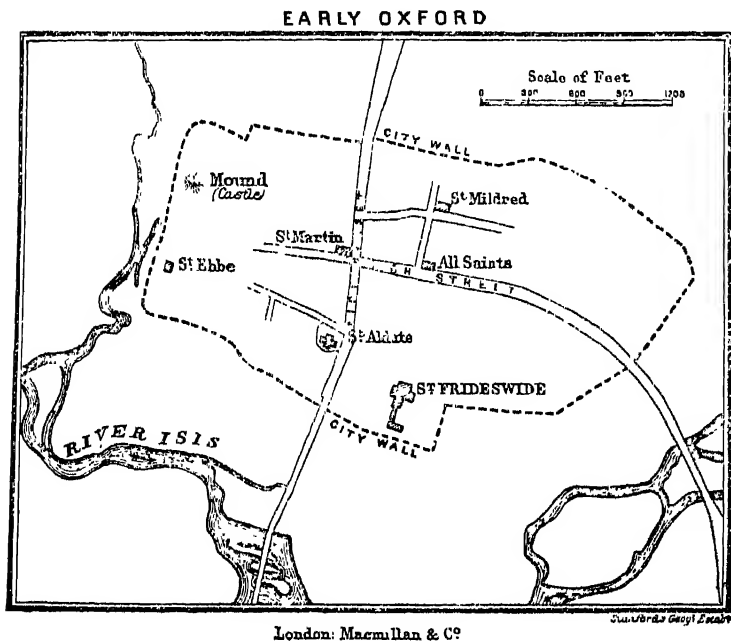 EARLY OXFORD
Scale of Feet
0 300 600 900 1200
CITY WALL
Mound
(Castle)
St Mildred
St Martin
All Saints
St Ebbe
STREET
St Aldate
ST FRIDESWIDE
CITY WALL
RIVER ISIS
London: Macmillan & Co.